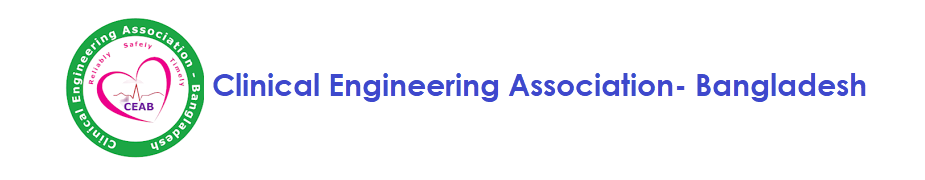 Clinical Engineering Association - Bangladesh
Reliably Safely Timely
CEAB
Clinical Engineering Association- Bangladesh